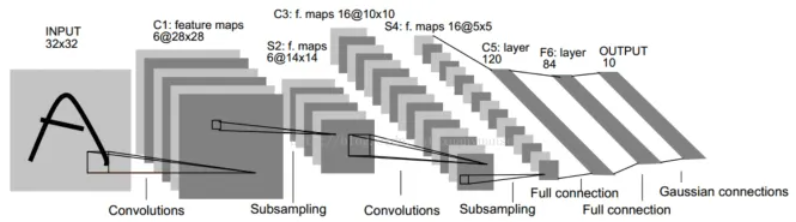 INPUT
32x32
C1: feature maps
6@28x28
S2: f. maps
6@14x14
C3: f. maps 16@10x10
S4: f. maps 16@5x5
C5: layer
120
F6: layer
84
OUTPUT
10
Convolutions
Subsampling
Convolutions
Subsampling
Full connection
Full connection
Gaussian connections